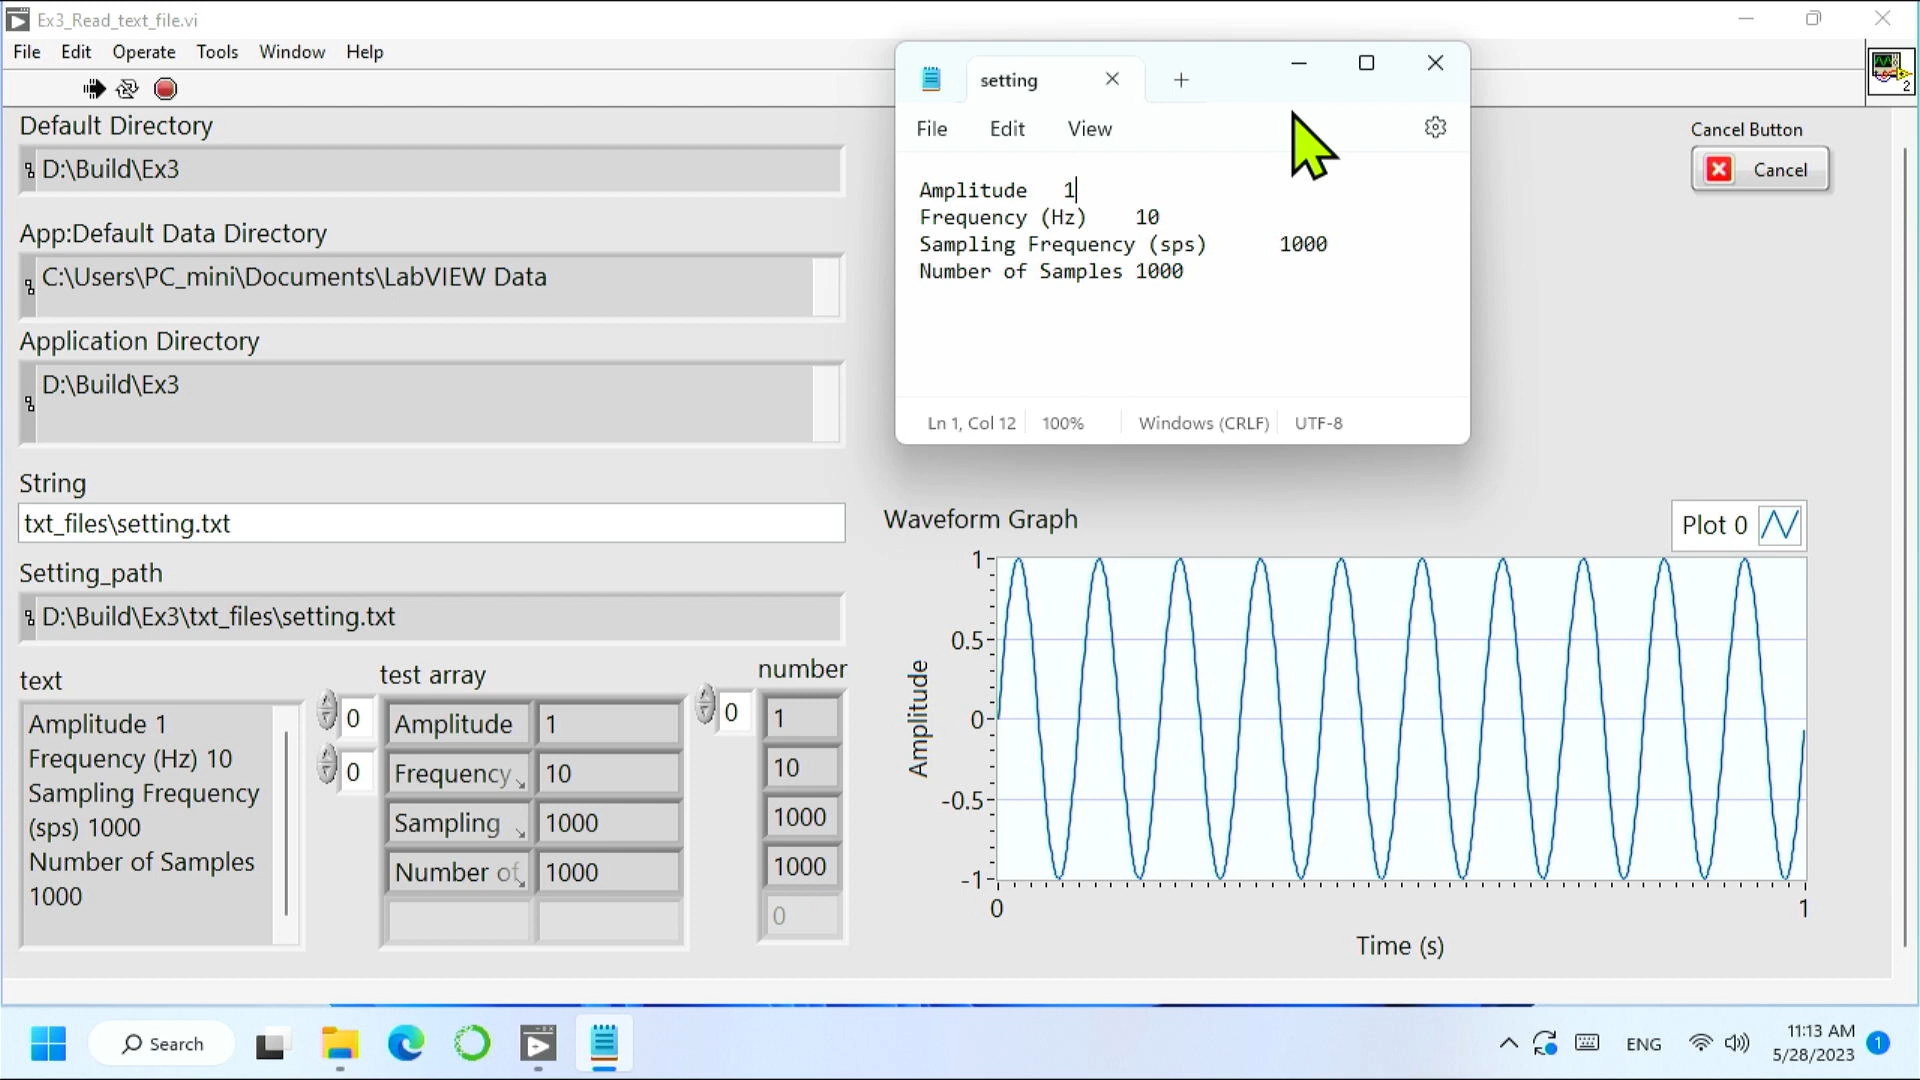 Ex3_Read_text_file.vi
File Edit Operate Tools Window Help
2
Default Directory
D:\Build\Ex3
App:Default Data Directory
C:\Users\PC_mini\Documents\LabVIEW Data
Application Directory
D:\Build\Ex3
String
txt_files\setting.txt
Setting_path
D:\Build\Ex3\txt_files\setting.txt
text
Amplitude 1
Frequency (Hz) 10
Sampling Frequency
(sps) 1000
Number of Samples
1000
test array
0
0
Amplitude 1
Frequency 10
Sampling 1000
Number of 1000
number
0
1
10
1000
1000
0
setting
File Edit View
Amplitude 1
Frequency (Hz) 10
Sampling Frequency (sps) 1000
Number of Samples 1000
Ln 1, Col 12 100% Windows (CRLF) UTF-8
Cancel Button
Cancel
Waveform Graph
Plot 0
1
0.5
0
-0.5
-1
Amplitude
0 1
Time (s)
Search
ENG
11:13 AM
5/28/2023
1